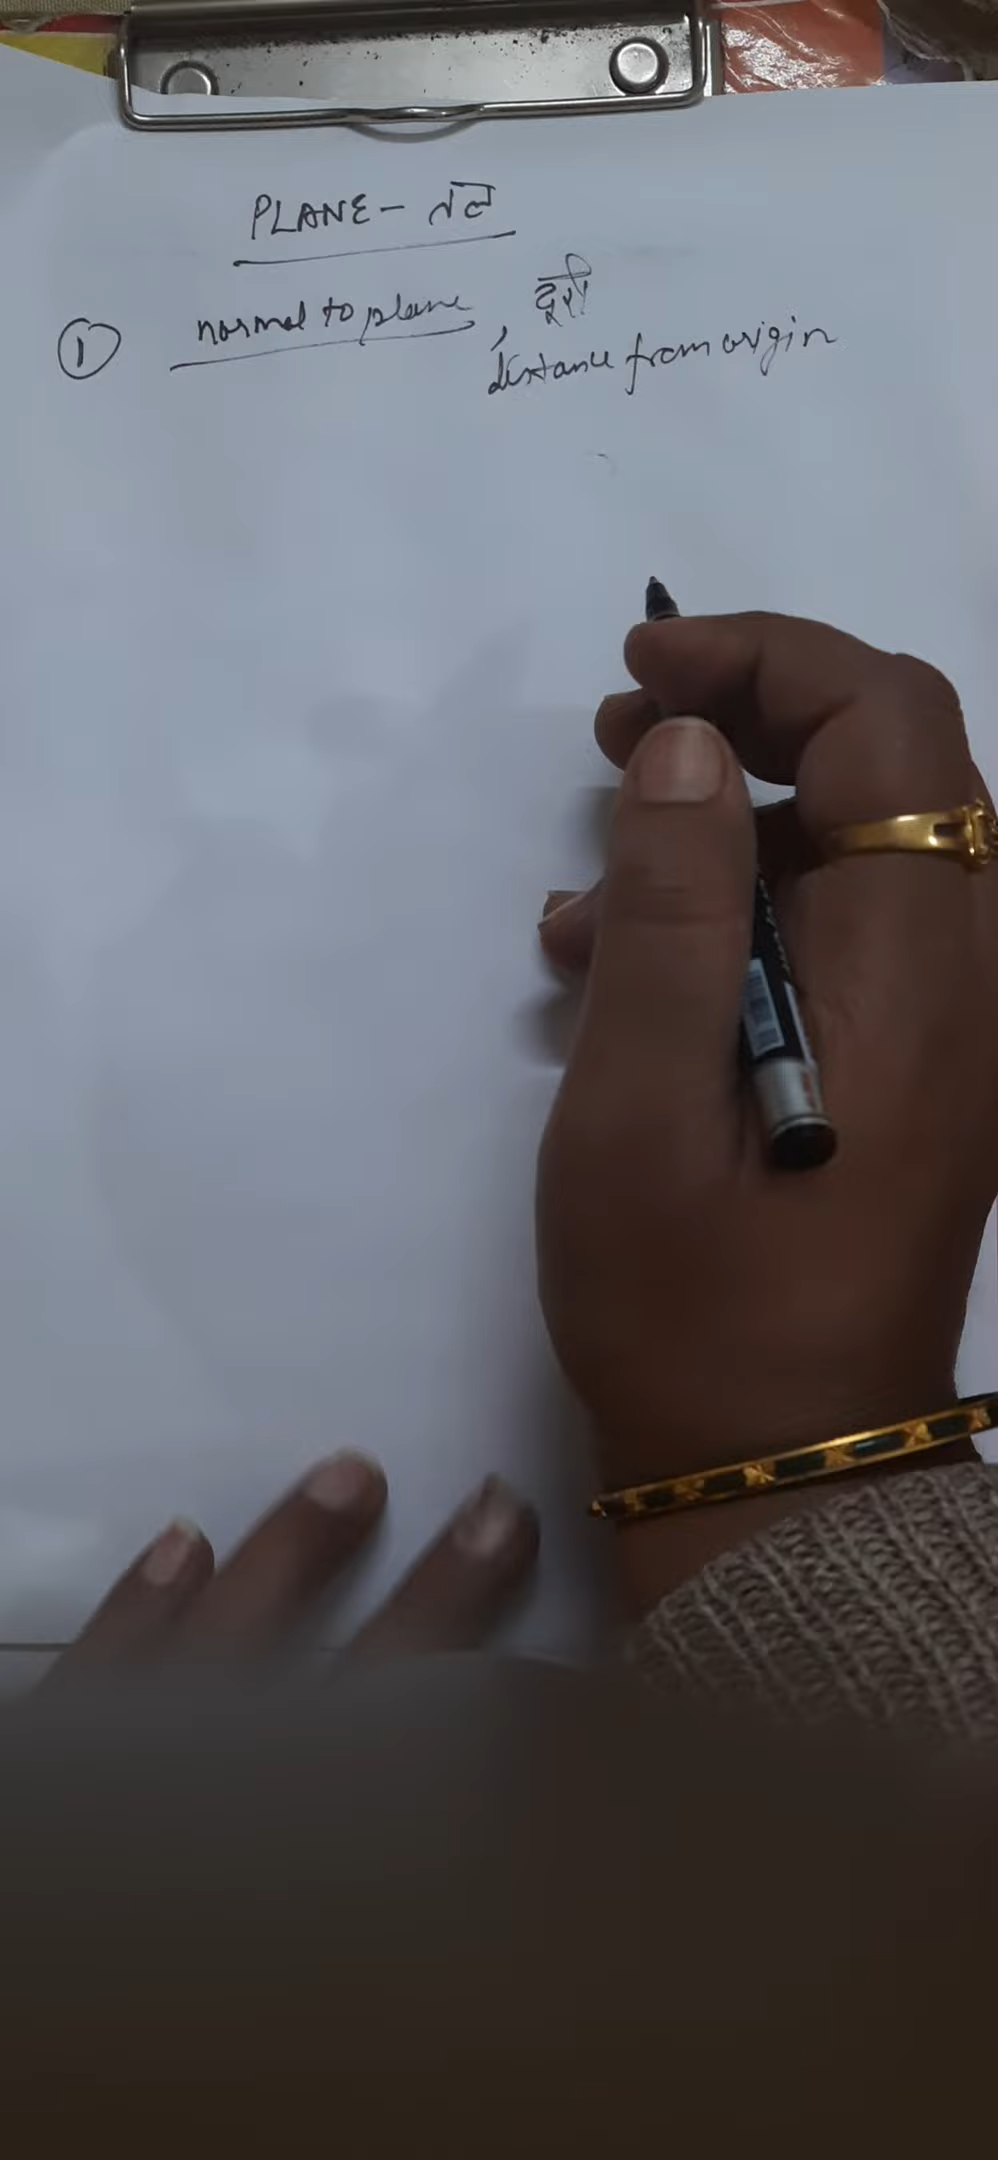 PLANE - तल
① normal to plane, दूरी
distance from origin